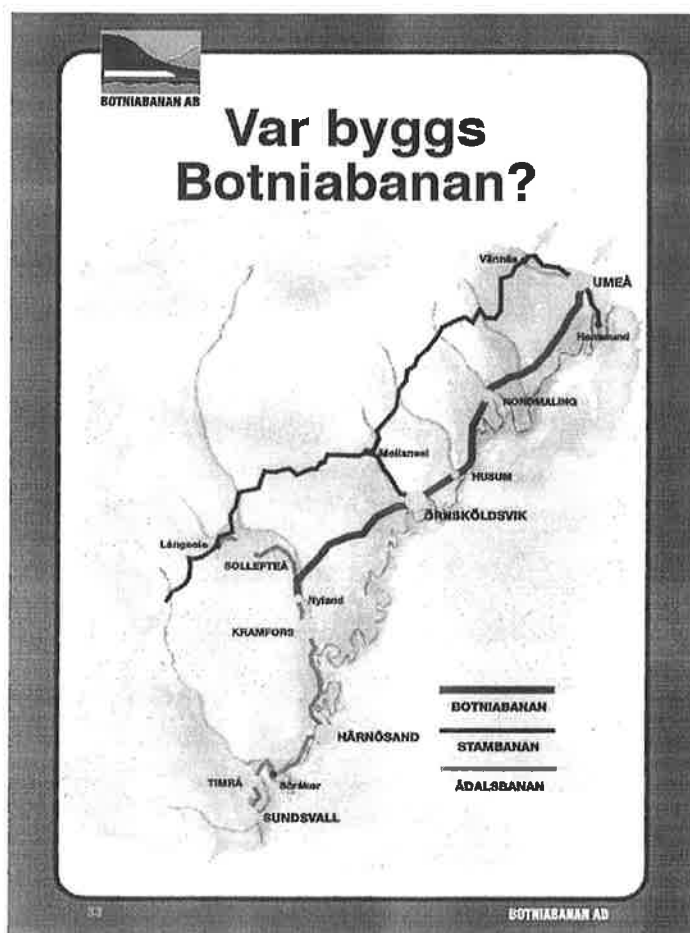 BOTNIABANAN AB
Var byggs
Botniabanan?
Vännäs
UMEÅ
Holmsund
NORDMALING
Mellansel
HUSUM
ÖRNSKÖLDSVIK
Långsele
SOLLEFTEÅ
Nyland
KRAMFORS
BOTNIABANAN
HÄRNÖSAND
STAMBANAN
TIMRÅ
Söråker
ÅDALSBANAN
SUNDSVALL
33
BOTNIABANAN AB